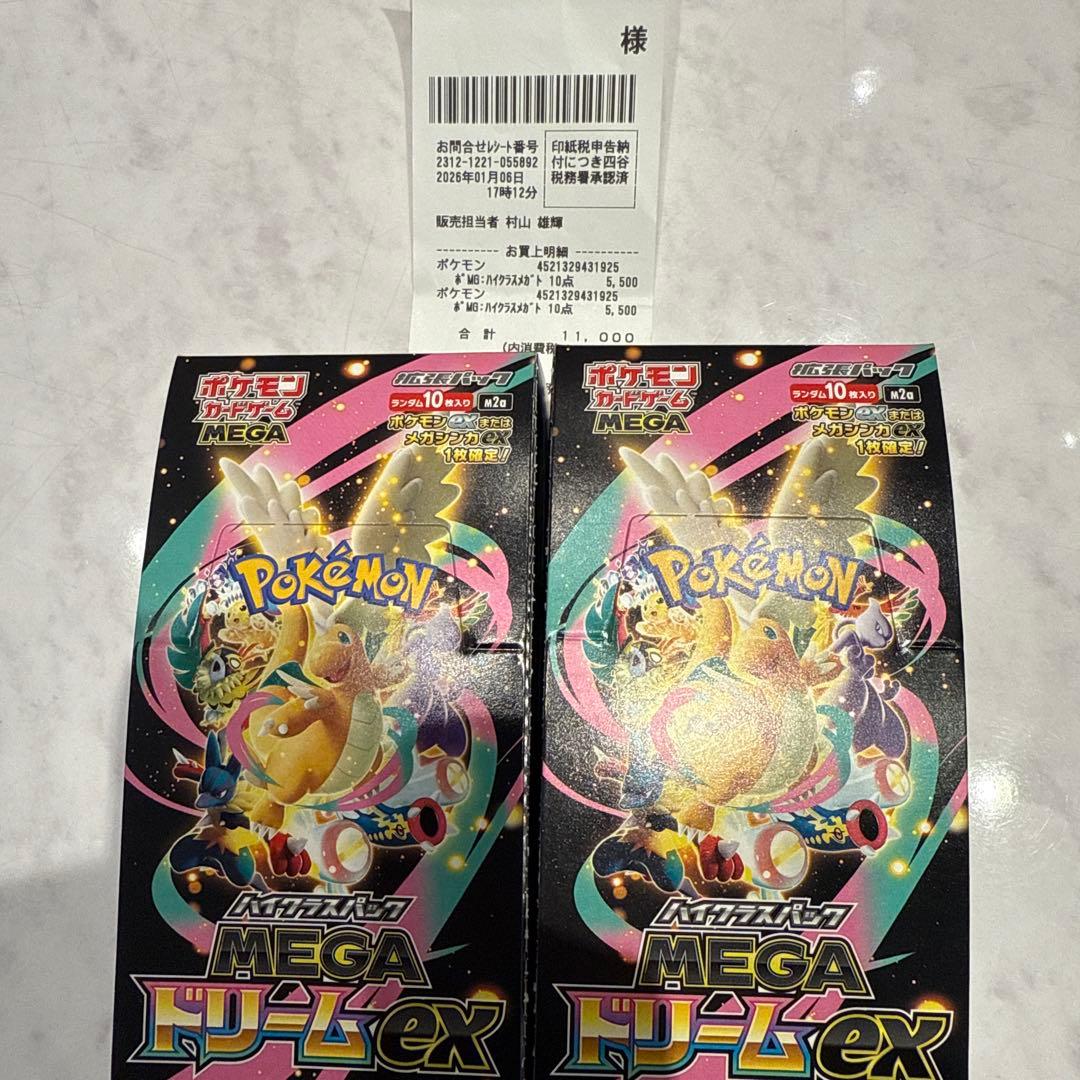 様
お問合せﾚｼｰﾄ番号
2312-1221-055892
2026年01月06日
17時12分
印紙税申告納
付につき四谷
税務署承認済
販売担当者 村山 雄輝
---------- お買上明細 ----------
ポケモン 4521329431925
ﾎﾟMG:ﾊｲｸﾗｽﾒｶﾞﾄ 10点 5,500
ポケモン 4521329431925
ﾎﾟMG:ﾊｲｸﾗｽﾒｶﾞﾄ 10点 5,500
合 計 11,000
(内消費税
ポケモン
カードゲーム
MEGA
拡張パック
ランダム10枚入り M2a
ポケモンexまたは
メガシンカex
1枚確定!
POKéMON
ハイクラスパック
MEGA
ドリームex
ポケモン
カードゲーム
MEGA
拡張パック
ランダム10枚入り M2a
ポケモンexまたは
メガシンカex
1枚確定!
POKéMON
ハイクラスパック
MEGA
ドリームex